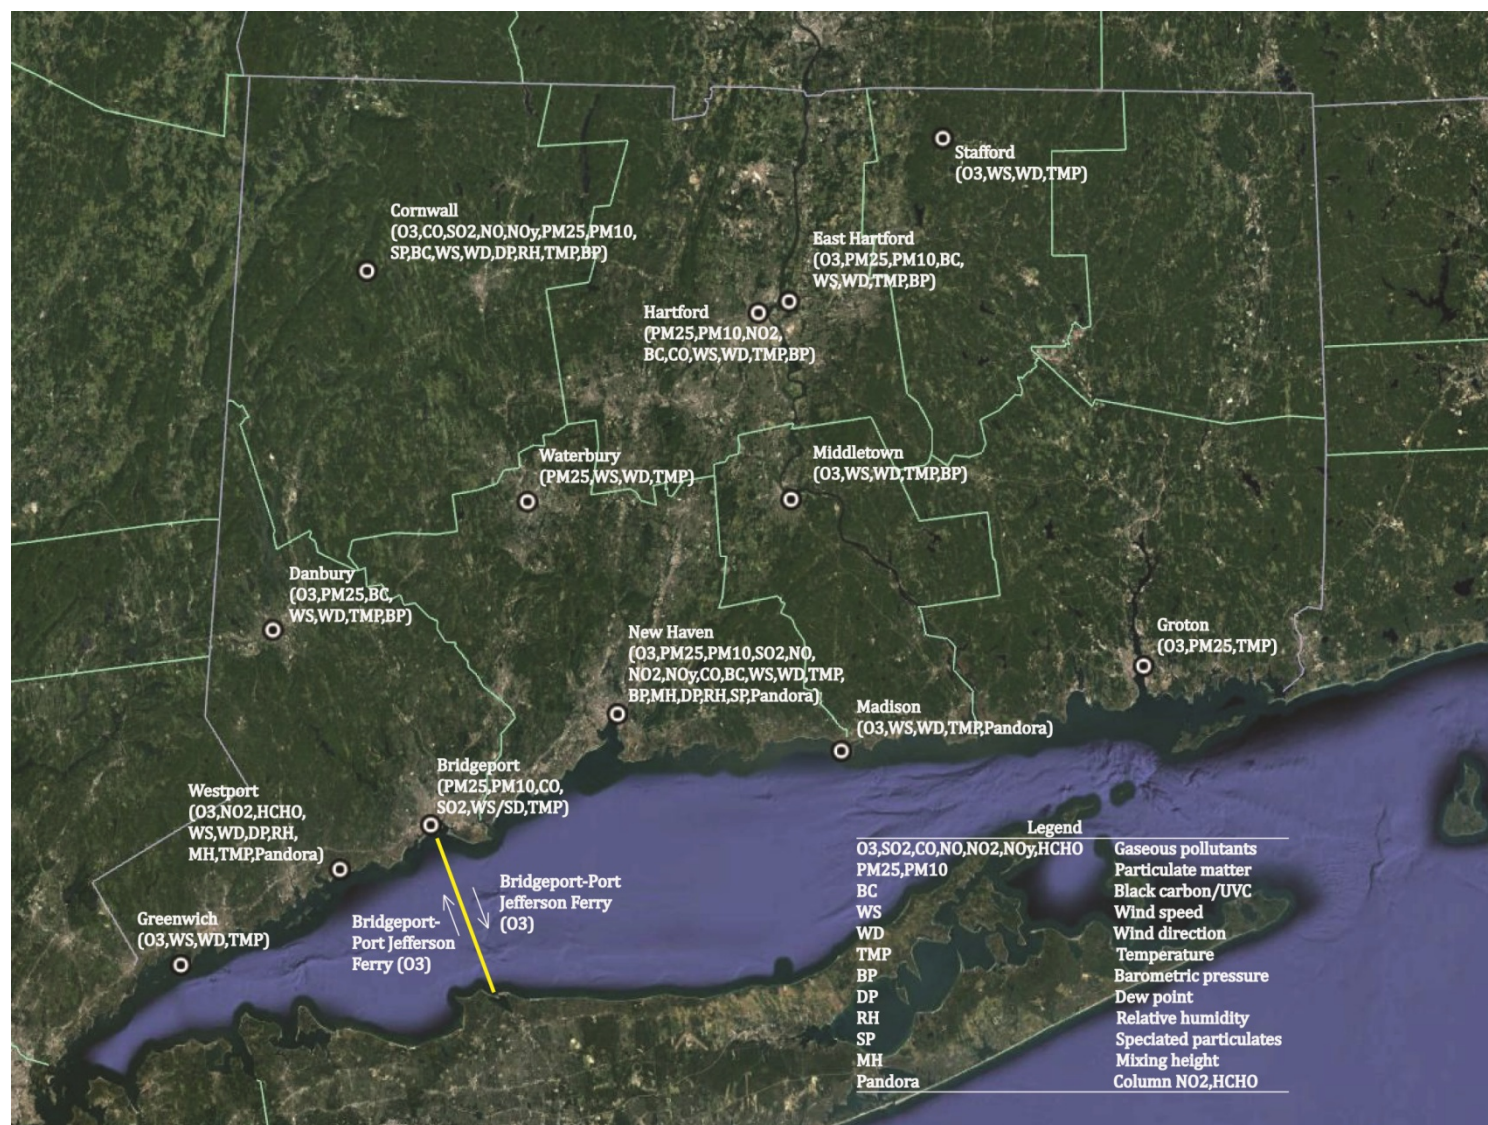 Stafford
(O3,WS,WD,TMP)
Cornwall
(O3,CO,SO2,NO,NOy,PM25,PM10,
SP,BC,WS,WD,DP,RH,TMP,BP)
East Hartford
(O3,PM25,PM10,BC,
WS,WD,TMP,BP)
Hartford
(PM25,PM10,NO2,
BC,CO,WS,WD,TMP,BP)
Waterbury
(PM25,WS,WD,TMP)
Middletown
(O3,WS,WD,TMP,BP)
Danbury
(O3,PM25,BC,
WS,WD,TMP,BP)
New Haven
(O3,PM25,PM10,SO2,NO,
NO2,NOy,CO,BC,WS,WD,TMP,
BP,MH,DP,RH,SP,Pandora)
Groton
(O3,PM25,TMP)
Madison
(O3,WS,WD,TMP,Pandora)
Bridgeport
(PM25,PM10,CO,
SO2,WS/SD,TMP)
Westport
(O3,NO2,HCHO,
WS,WD,DP,RH,
MH,TMP,Pandora)
Greenwich
(O3,WS,WD,TMP)
Bridgeport-Port
Jefferson Ferry
(O3)
Bridgeport-
Port Jefferson
Ferry (O3)
Legend
O3,SO2,CO,NO,NO2,NOy,HCHO Gaseous pollutants
PM25,PM10 Particulate matter
BC Black carbon/UVC
WS Wind speed
WD Wind direction
TMP Temperature
BP Barometric pressure
DP Dew point
RH Relative humidity
SP Speciated particulates
MH Mixing height
Pandora Column NO2,HCHO